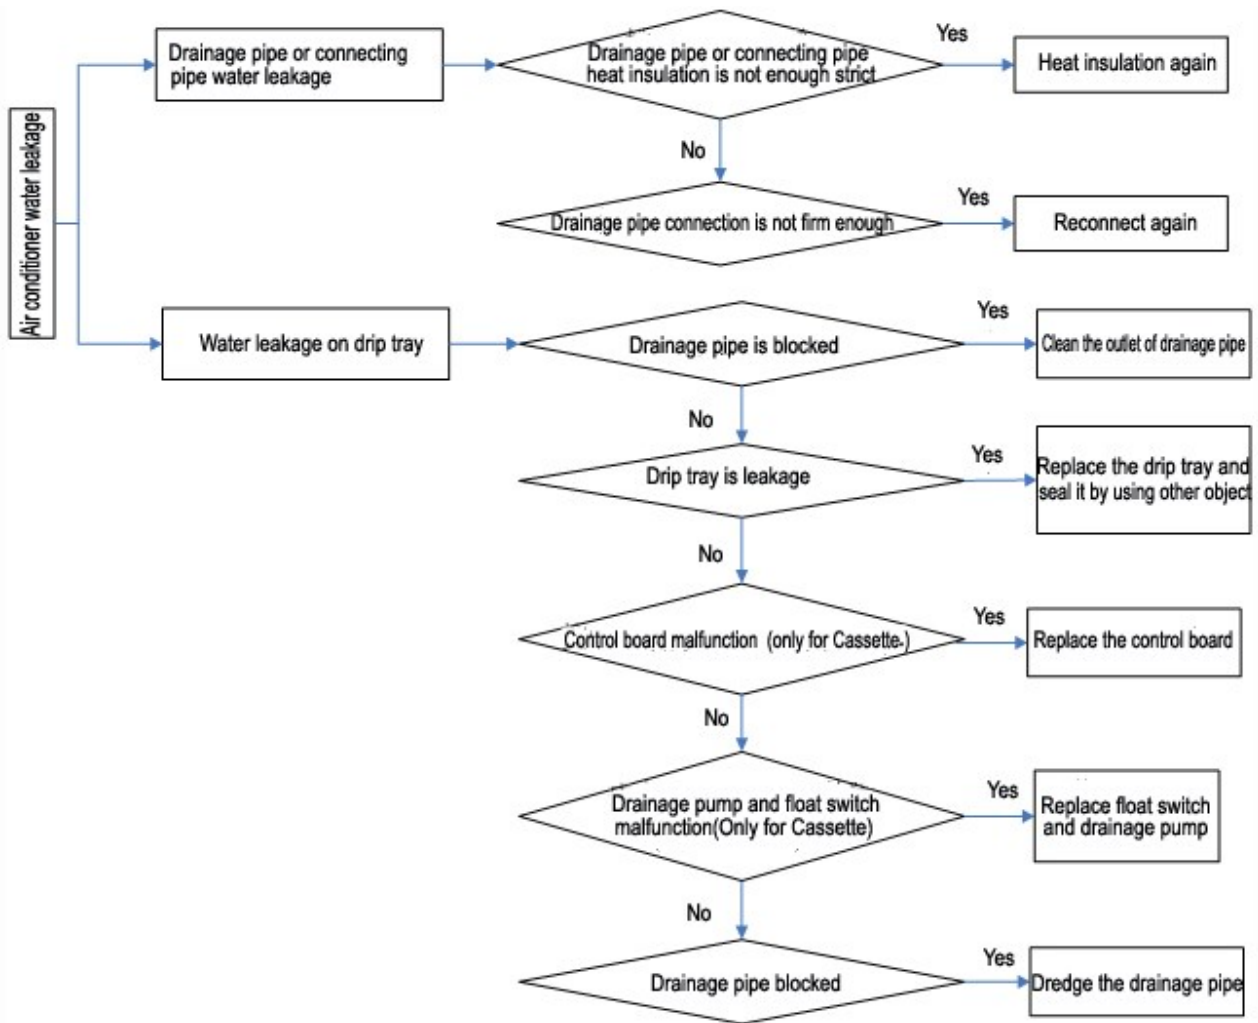 Air conditioner water leakage
Drainage pipe or connecting
pipe water leakage
Drainage pipe or connecting pipe
heat insulation is not enough strict
Yes
Heat insulation again
No
Drainage pipe connection is not firm enough
Yes
Reconnect again
Water leakage on drip tray
Drainage pipe is blocked
Yes
Clean the outlet of drainage pipe
No
Drip tray is leakage
Yes
Replace the drip tray and
seal it by using other object
No
Control board malfunction (only for Cassette-)
Yes
Replace the control board
No
Drainage pump and float switch
malfunction(Only for Cassette)
Yes
Replace float switch
and drainage pump
No
Drainage pipe blocked
Yes
Dredge the drainage pipe